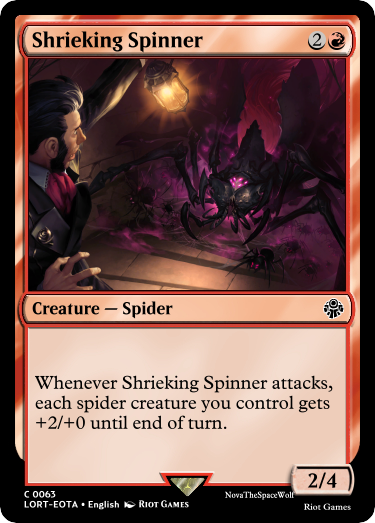 Shrieking Spinner 2
Creature — Spider
Whenever Shrieking Spinner attacks,
each spider creature you control gets
+2/+0 until end of turn.
2/4
C 0063
LORT-EOTA • English Riot Games
NovaTheSpaceWolf
Riot Games